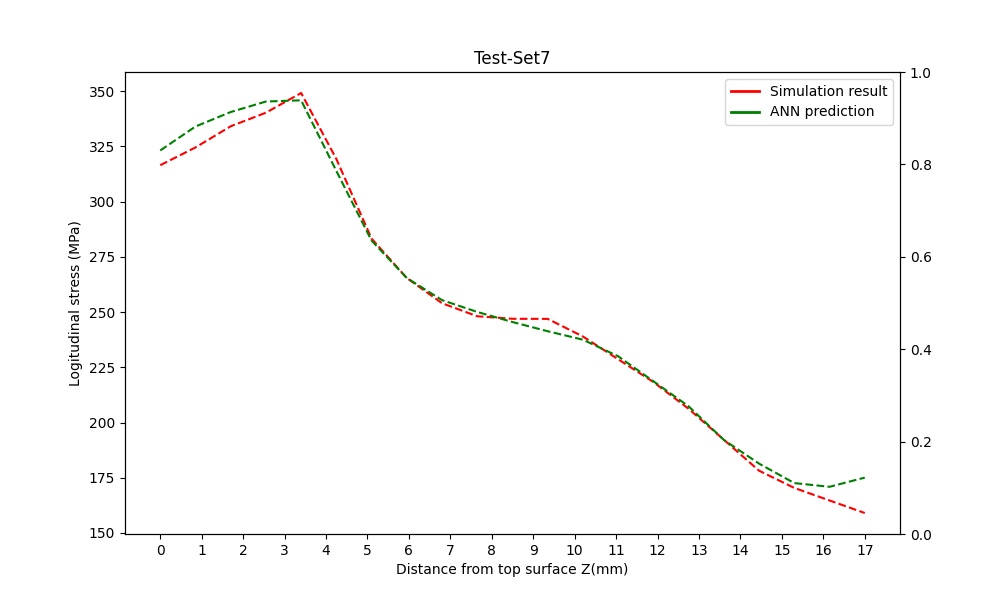 Test-Set7
Simulation result
ANN prediction
Logitudinal stress (MPa)
350
325
300
275
250
225
200
175
150
1.0
0.8
0.6
0.4
0.2
0.0
0 1 2 3 4 5 6 7 8 9 10 11 12 13 14 15 16 17
Distance from top surface Z(mm)